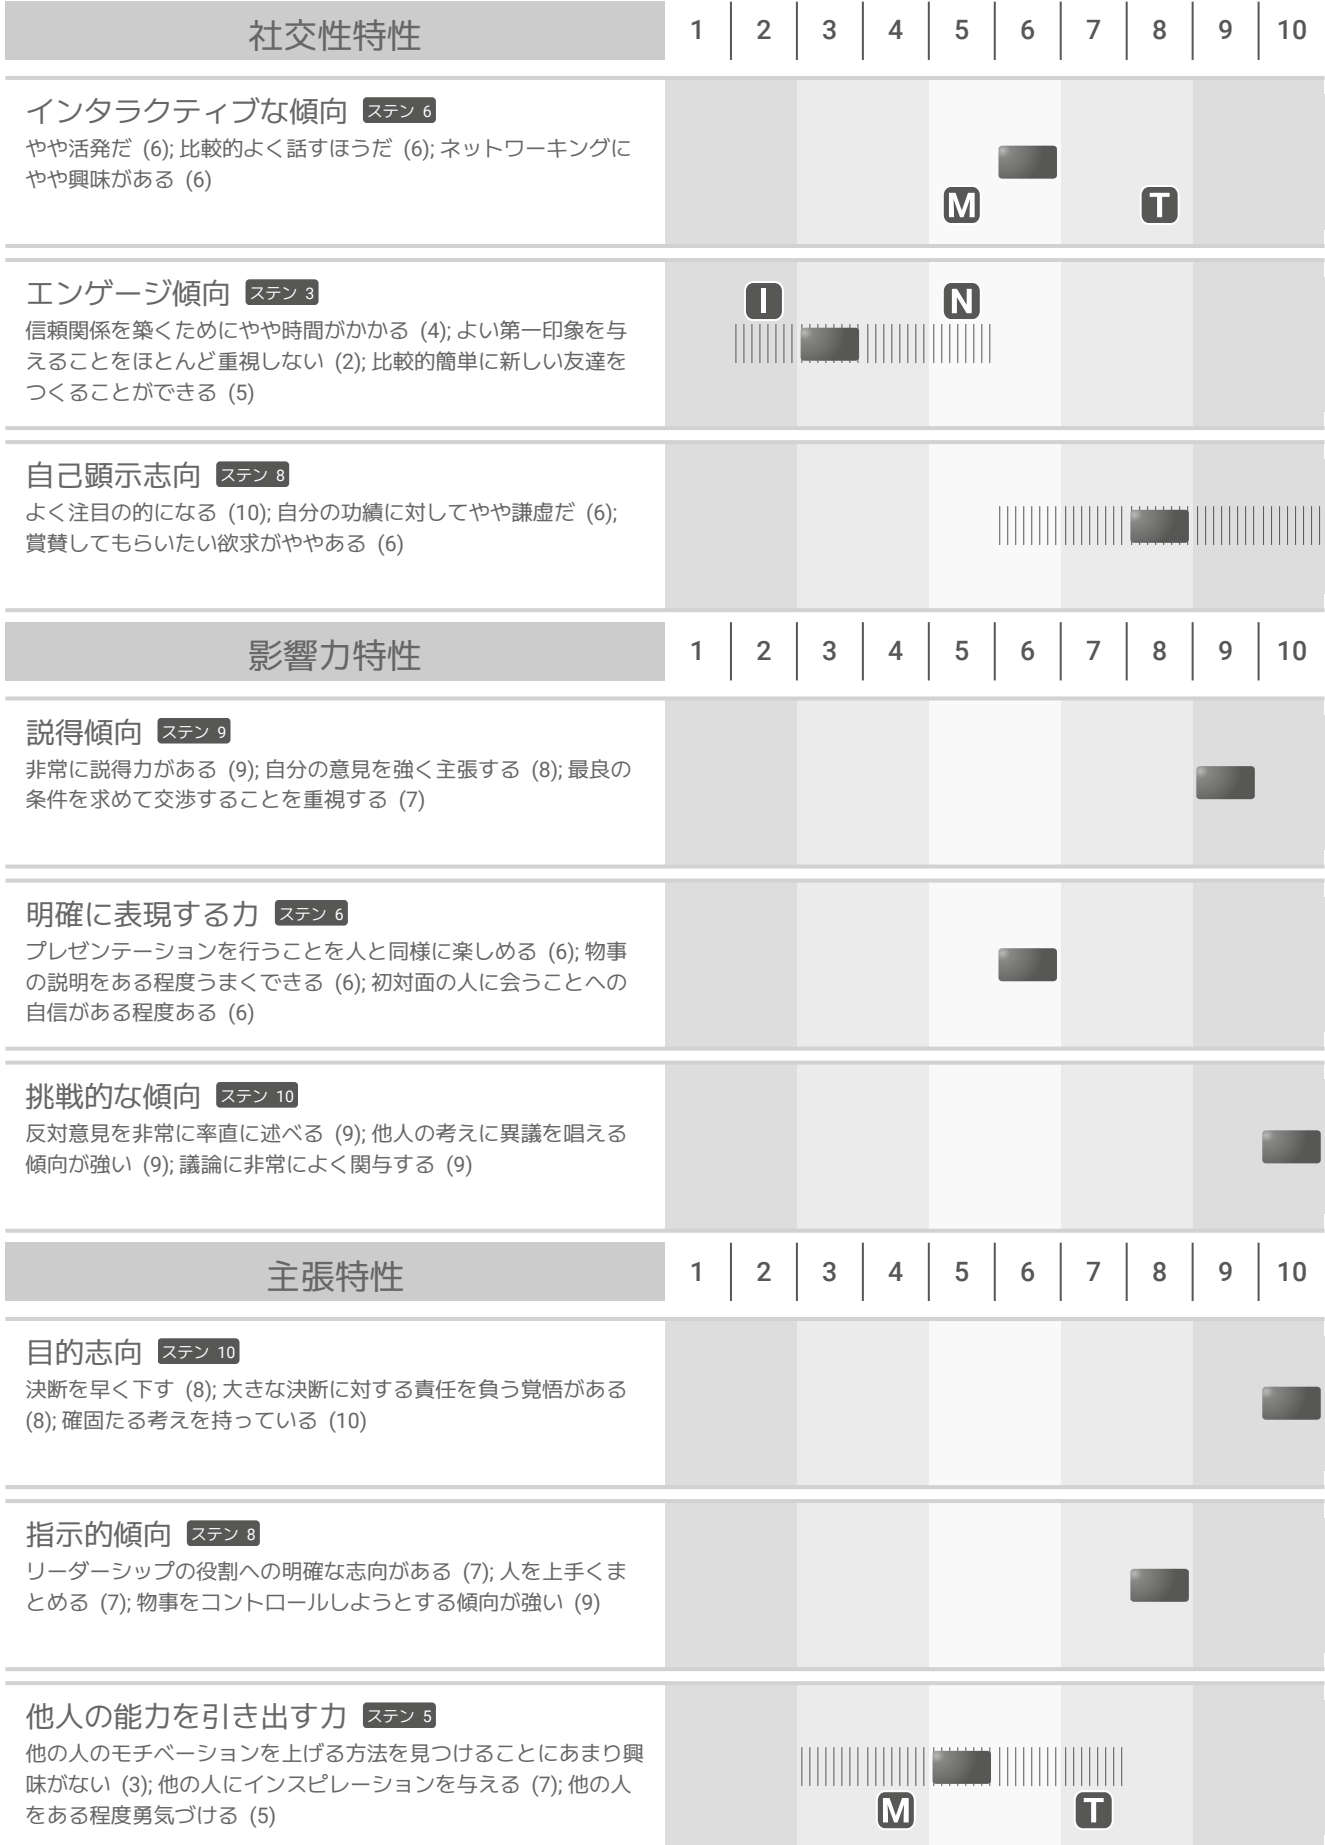 社交性特性 1 2 3 4 5 6 7 8 9 10
インタラクティブな傾向 ステン 6
やや活発だ (6); 比較的よく話すほうだ (6); ネットワーキングに
やや興味がある (6)
M T
エンゲージ傾向 ステン 3
I N
信頼関係を築くためにやや時間がかかる (4); よい第一印象を与
えることをほとんど重視しない (2); 比較的簡単に新しい友達を
つくることができる (5)
自己顕示志向 ステン 8
よく注目の的になる (10); 自分の功績に対してやや謙虚だ (6);
賞賛してもらいたい欲求がややある (6)
影響力特性 1 2 3 4 5 6 7 8 9 10
説得傾向 ステン 9
非常に説得力がある (9); 自分の意見を強く主張する (8); 最良の
条件を求めて交渉することを重視する (7)
明確に表現する力 ステン 6
プレゼンテーションを行うことを人と同様に楽しめる (6); 物事
の説明をある程度うまくできる (6); 初対面の人に会うことへの
自信がある程度ある (6)
挑戦的な傾向 ステン 10
反対意見を非常に率直に述べる (9); 他人の考えに異議を唱える
傾向が強い (9); 議論に非常によく関与する (9)
主張特性 1 2 3 4 5 6 7 8 9 10
目的志向 ステン 10
決断を早く下す (8); 大きな決断に対する責任を負う覚悟がある
(8); 確固たる考えを持っている (10)
指示的傾向 ステン 8
リーダーシップの役割への明確な志向がある (7); 人を上手くま
とめる (7); 物事をコントロールしようとする傾向が強い (9)
他人の能力を引き出す力 ステン 5
他の人のモチベーションを上げる方法を見つけることにあまり興
味がない (3); 他の人にインスピレーションを与える (7); 他の人
をある程度勇気づける (5)
M T